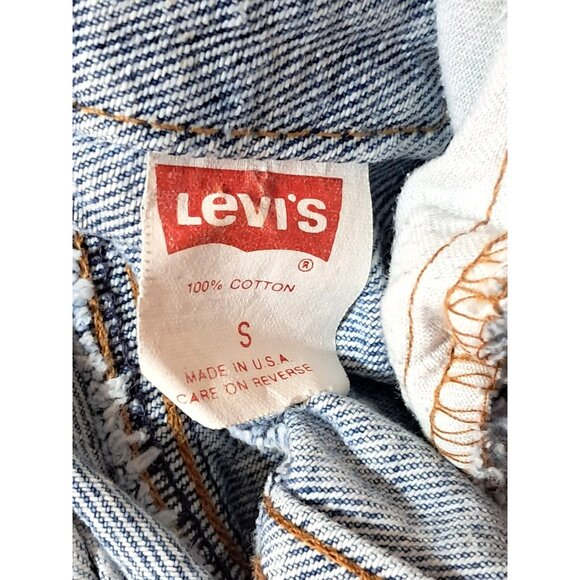 LEVI'S
®
100% COTTON
S
MADE IN U.S.A.
CARE ON REVERSE